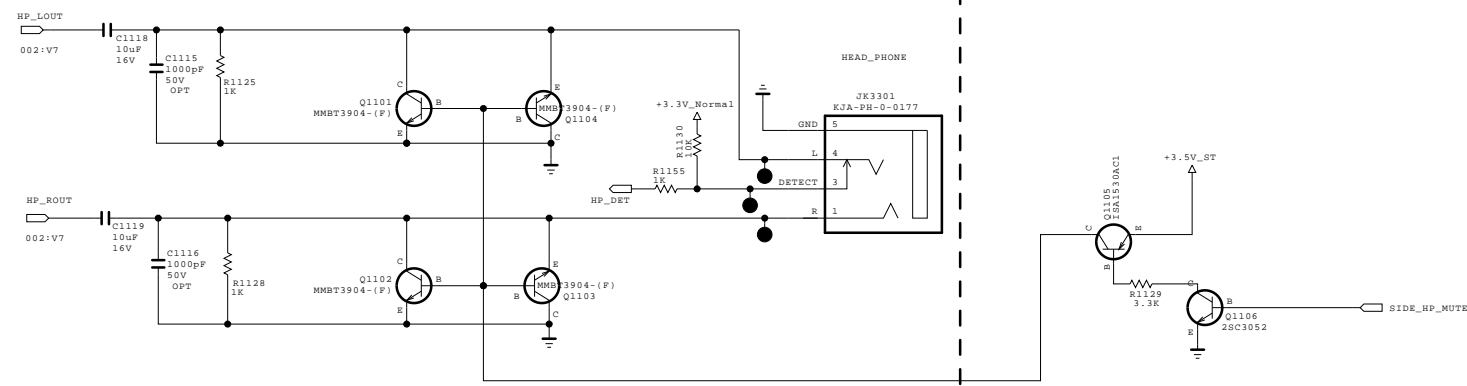 HP_LOUT
002:V7
C1118
10uF
16V
C1115
1000pF
50V
OPT
R1125
1K
C
B
E
Q1101
MMBT3904-(F)
E
B
C
MMBT3904-(F)
Q1104
HEAD_PHONE
JK3301
KJA-PH-0-0177
+3.3V_Normal
R1130
10K
R1155
1K
HP_DET
GND 5
L 4
DETECT 3
R 1
HP_ROUT
002:V7
C1119
10uF
16V
C1116
1000pF
50V
OPT
R1128
1K
C
B
E
Q1102
MMBT3904-(F)
E
B
C
MMBT3904-(F)
Q1103
+3.5V_ST
Q1105
ISA1530AC1
C
E
B
R1129
3.3K
C
B
E
Q1106
2SC3052
SIDE_HP_MUTE